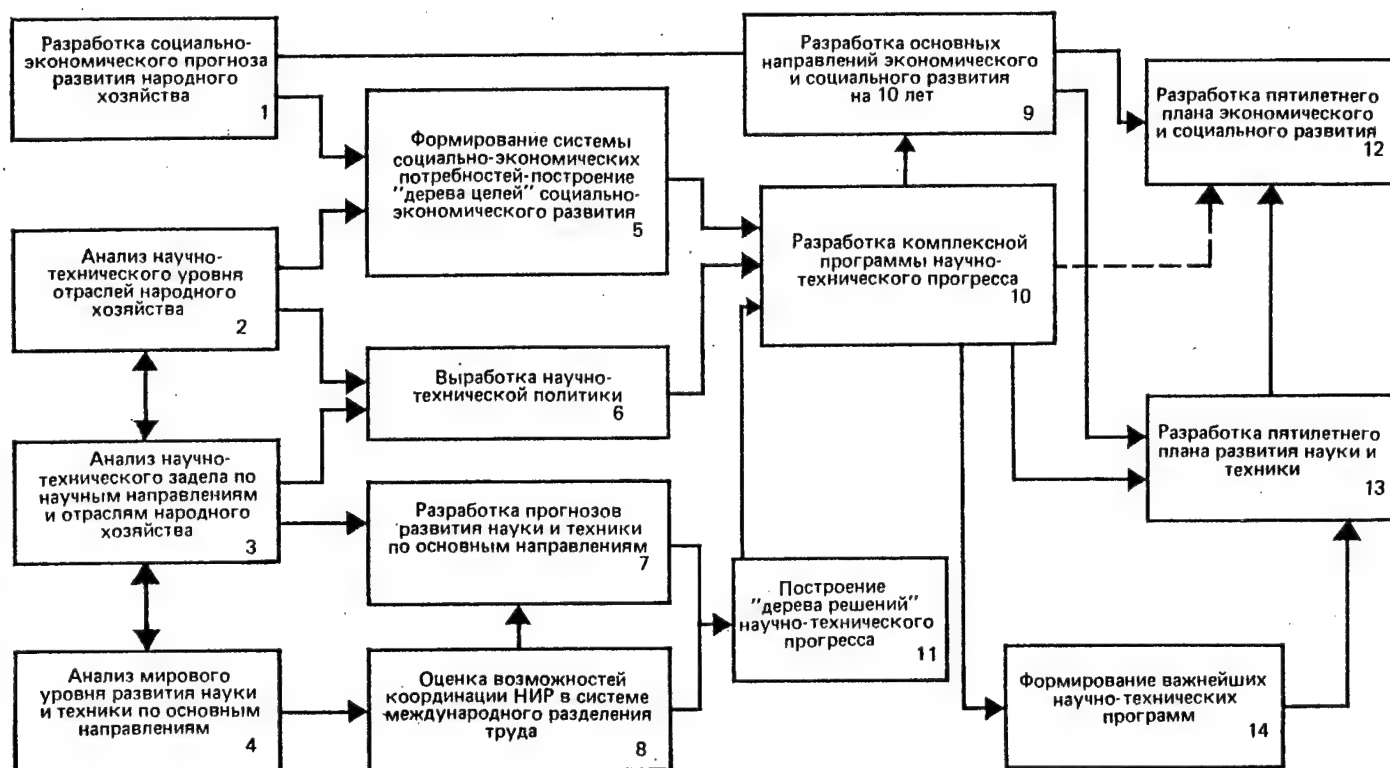 Разработка социально-
экономического прогноза
развития народного
хозяйства
1
Анализ научно-
технического уровня
отраслей народного
хозяйства
2
Анализ научно-
технического задела по
научным направлениям
и отраслям народного
хозяйства
3
Анализ мирового
уровня развития науки
и техники по основным
направлениям
4
Формирование системы
социально-экономических
потребностей-построение
"дерева целей" социально-
экономического развития
5
Выработка научно-
технической политики
6
Разработка прогнозов
развития науки и техники
по основным направлениям
7
Оценка возможностей
координации НИР в системе
международного разделения
труда
8
Разработка основных
направлений экономического
и социального развития
на 10 лет
9
Разработка комплексной
программы научно-
технического прогресса
10
Построение
"дерева решений"
научно-технического
прогресса
11
Разработка пятилетнего
плана экономического
и социального развития
12
Разработка пятилетнего
плана развития науки и
техники
13
Формирование важнейших
научно-технических
программ
14